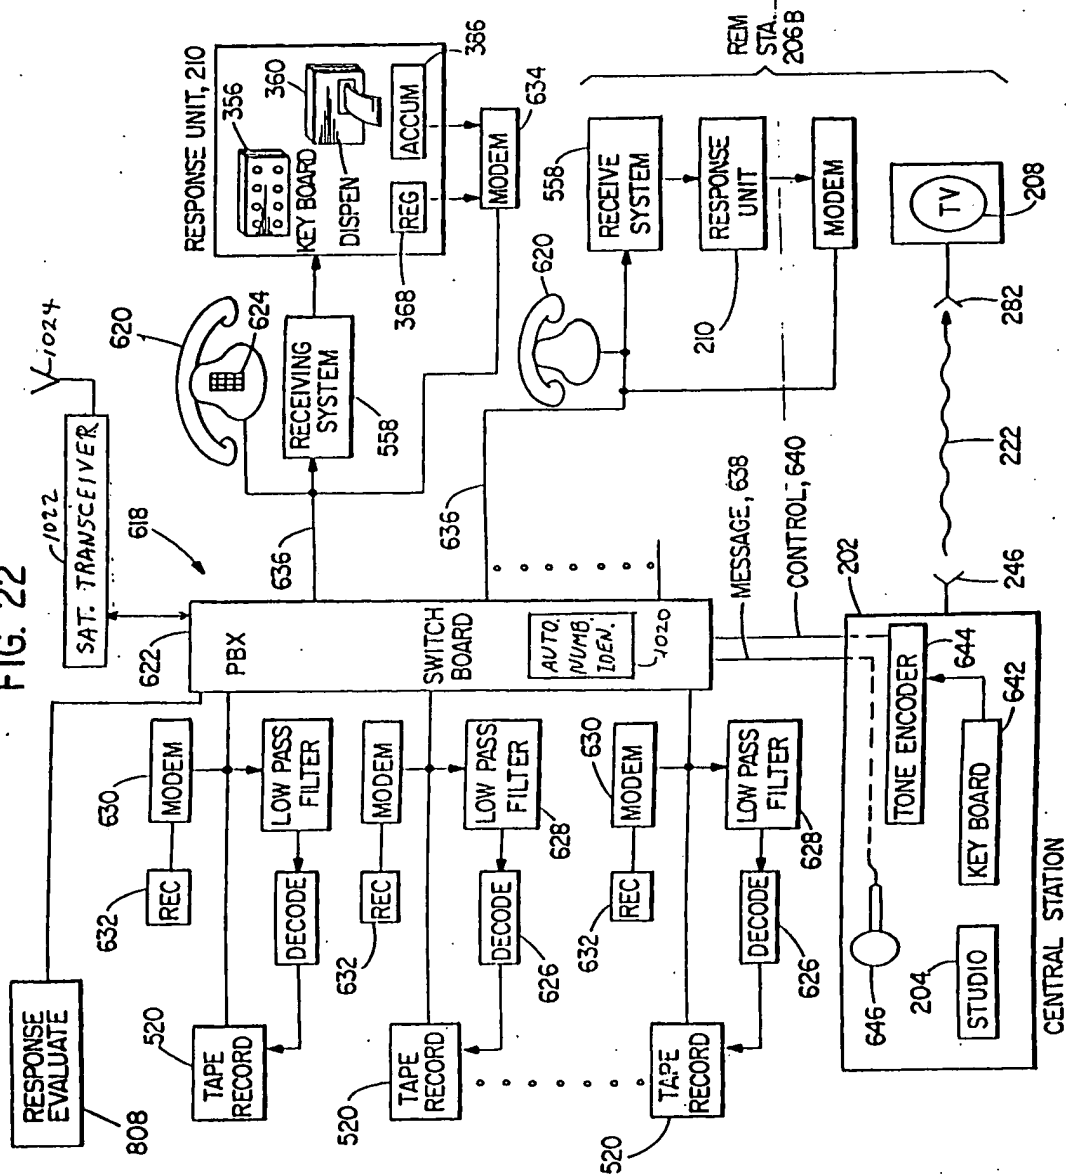 FIG. 22
RESPONSE
EVALUATE
808
1022
SAT. TRANSCEIVER
1024
618
622
PBX
SWITCH
BOARD
AUTO.
NUMB.
IDEN.
1020
632
REC
630
MODEM
LOW PASS
FILTER
DECODE
520
TAPE
RECORD
632
REC
MODEM
LOW PASS
FILTER
628
DECODE
626
520
TAPE
RECORD
632
REC
630
MODEM
LOW PASS
FILTER
628
DECODE
626
520
TAPE
RECORD
620
624
636
RECEIVING
SYSTEM
558
RESPONSE UNIT, 210
356
KEY BOARD
360
DISPEN
368
REG
ACCUM
386
MODEM
634
636
620
558
RECEIVE
SYSTEM
RESPONSE
UNIT
210
MODEM
REM
STA.
206B
MESSAGE, 638
CONTROL, 640
202
TONE ENCODER
644
KEY BOARD
642
646
204
STUDIO
CENTRAL STATION
246
222
282
TV
208